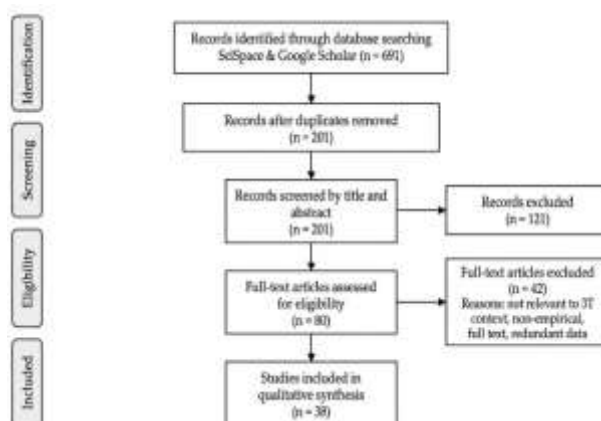 Identification
Records identified through database searching
SciSpace & Google Scholar (n = 691)
Records after duplicates removed
(n = 201)
Screening
Records screened by title and
abstract
(n = 201)
Records excluded
(n = 121)
Eligibility
Full-text articles assessed
for eligibility
(n = 80)
Full-text articles excluded
(n = 42)
Reasons: not relevant to 3T
context, non-empirical,
full text, redundant data
Included
Studies included in
qualitative synthesis
(n = 38)